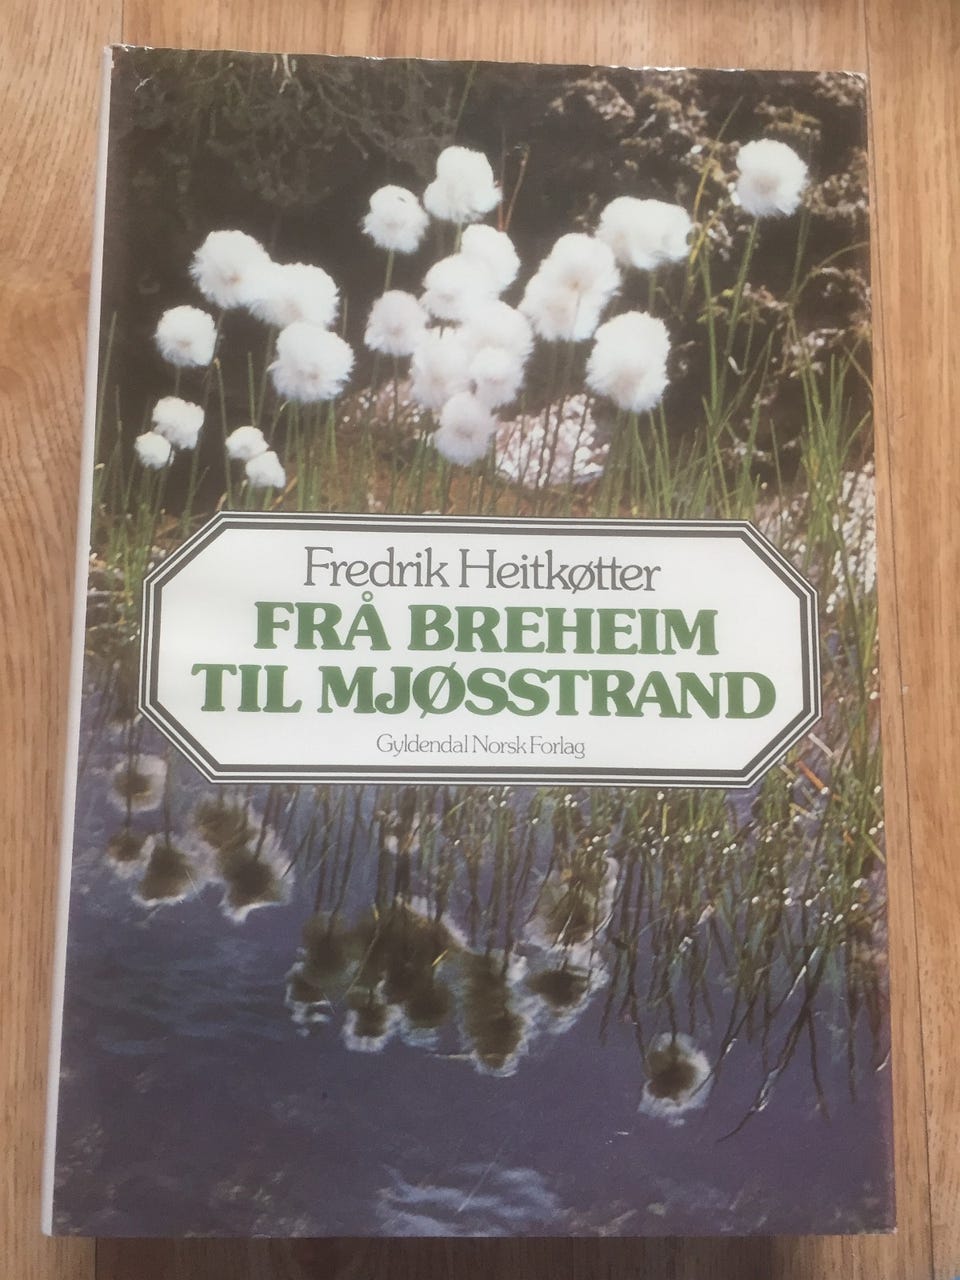 Fredrik Heitkøtter
FRÅ BREHEIM
TIL MJØSSTRAND
Gyldendal Norsk Forlag